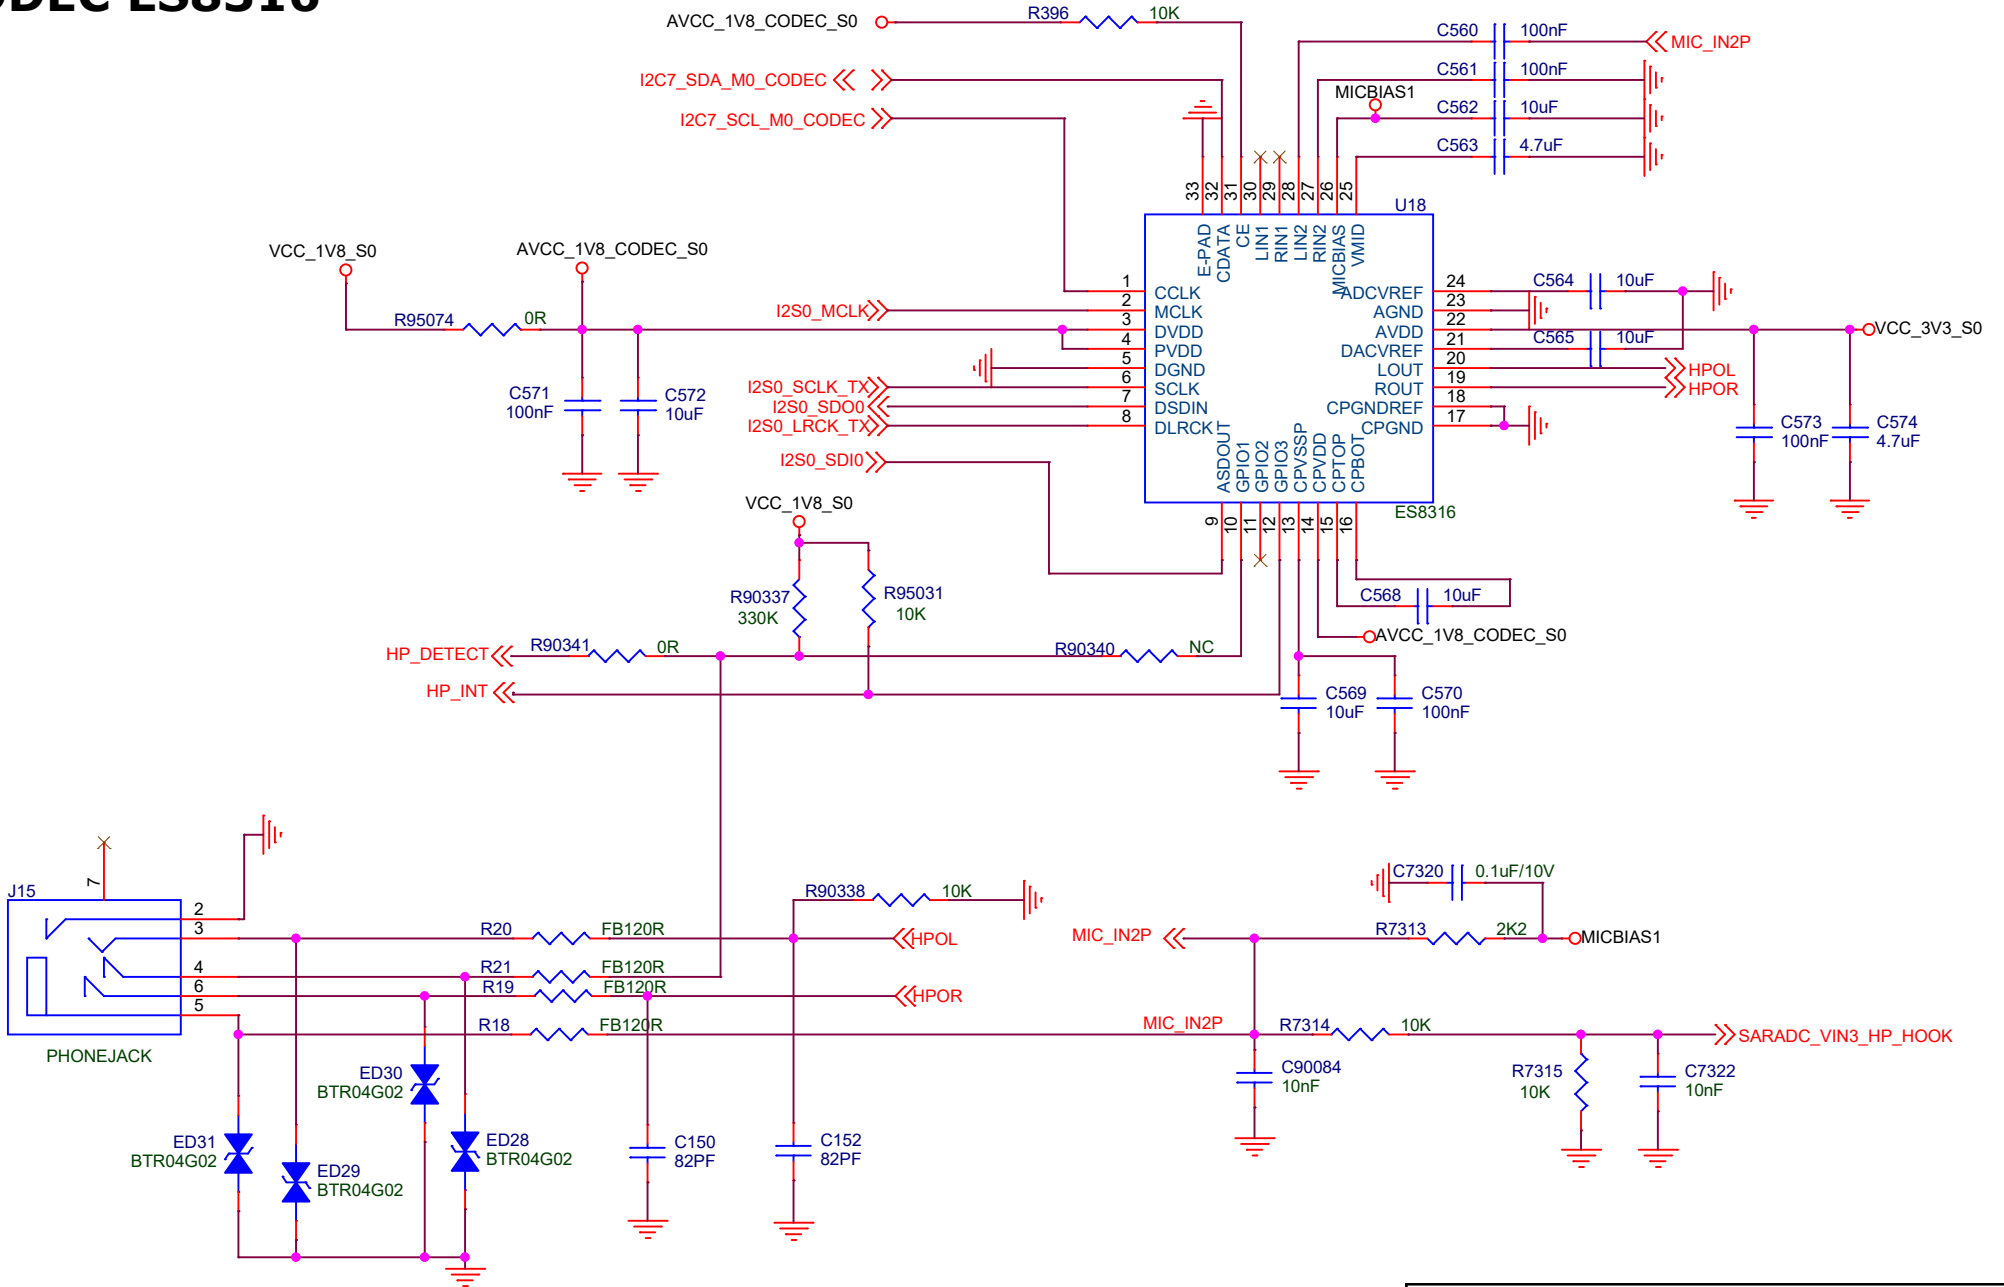 ODEC ES8316
AVCC_1V8_CODEC_S0
R396
10K
C560
100nF
MIC_IN2P
I2C7_SDA_M0_CODEC
C561
100nF
MICBIAS1
C562
10uF
I2C7_SCL_M0_CODEC
C563
4.7uF
33
32
31
30
29
28
27
26
25
U18
E-PAD
CDATA
CE
LIN1
RIN1
LIN2
RIN2
MICBIAS
VMID
VCC_1V8_S0
AVCC_1V8_CODEC_S0
R95074
0R
C571
100nF
C572
10uF
I2S0_MCLK
I2S0_SCLK_TX
I2S0_SDO0
I2S0_LRCK_TX
I2S0_SDI0
1
CCLK
2
MCLK
3
DVDD
4
PVDD
5
DGND
6
SCLK
7
DSDIN
8
DLRCK
ADCVREF
24
AGND
23
AVDD
22
DACVREF
21
LOUT
20
ROUT
19
CPGNDREF
18
CPGND
17
C564
10uF
C565
10uF
VCC_3V3_S0
HPOL
HPOR
C573
100nF
C574
4.7uF
ASDOUT
GPIO1
GPIO2
GPIO3
CPVSSP
CPVDD
CPTOP
CPBOT
9
10
11
12
13
14
15
16
ES8316
VCC_1V8_S0
R90337
330K
R95031
10K
C568
10uF
AVCC_1V8_CODEC_S0
HP_DETECT
R90341
0R
R90340
NC
HP_INT
C569
10uF
C570
100nF
J15
7
2
3
4
6
5
PHONEJACK
R20
FB120R
R21
FB120R
R19
FB120R
R18
FB120R
R90338
10K
HPOL
HPOR
ED30
BTR04G02
ED31
BTR04G02
ED29
BTR04G02
ED28
BTR04G02
C150
82PF
C152
82PF
C7320
0.1uF/10V
MIC_IN2P
R7313
2K2
MICBIAS1
MIC_IN2P
R7314
10K
SARADC_VIN3_HP_HOOK
C90084
10nF
R7315
10K
C7322
10nF